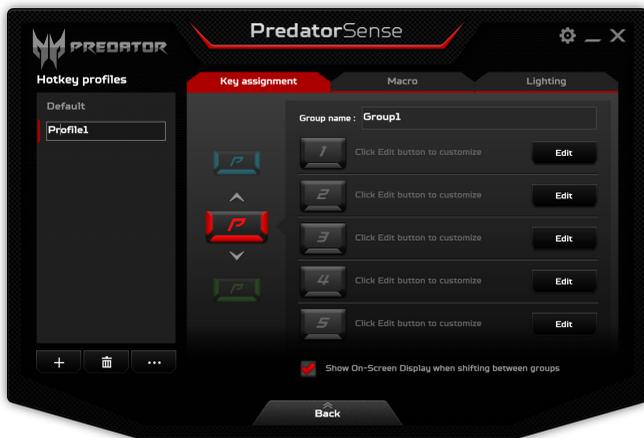 PREDATOR
PredatorSense
Hotkey profiles
Key assignment
Macro
Lighting
Default
Profile1
Group name : Group1
1 Click Edit button to customize Edit
2 Click Edit button to customize Edit
3 Click Edit button to customize Edit
4 Click Edit button to customize Edit
5 Click Edit button to customize Edit
P
P
P
Show On-Screen Display when shifting between groups
Back